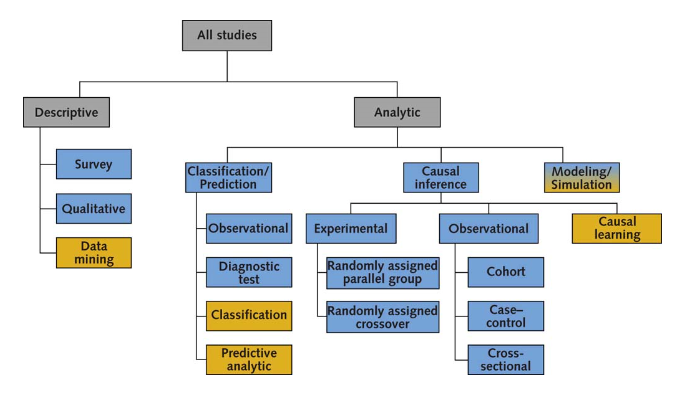 All studies
Descriptive
Analytic
Survey
Qualitative
Data
mining
Classification/
Prediction
Observational
Diagnostic
test
Classification
Predictive
analytic
Causal
inference
Experimental
Randomly assigned
parallel group
Randomly assigned
crossover
Observational
Cohort
Case–
control
Cross-
sectional
Causal
learning
Modeling/
Simulation